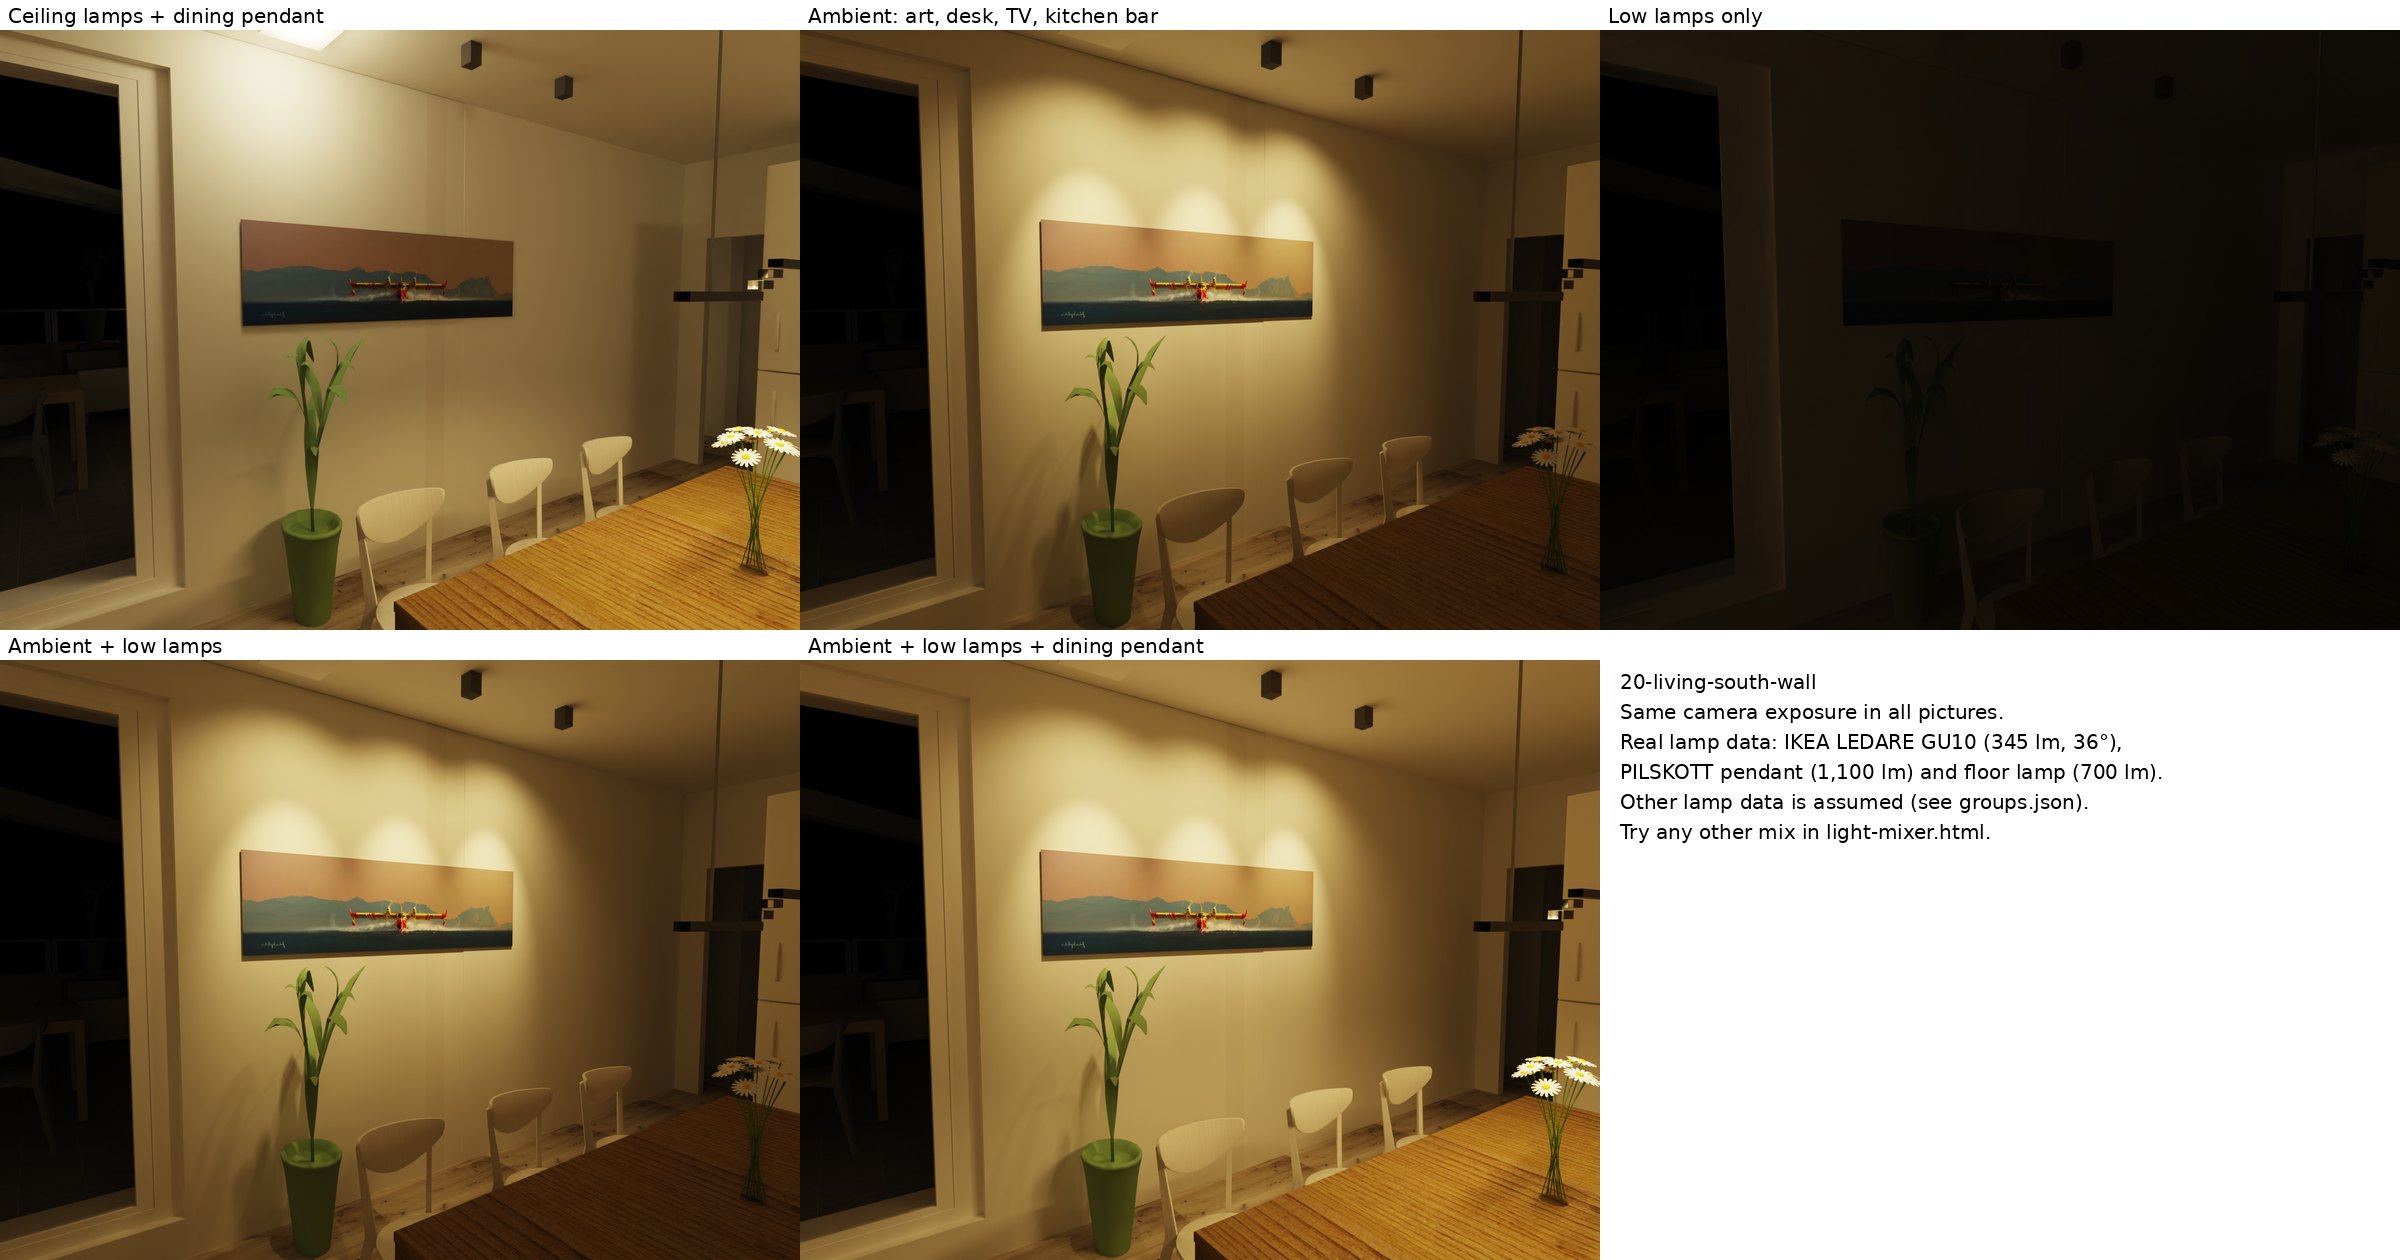 Ceiling lamps + dining pendant
Ambient: art, desk, TV, kitchen bar
Low lamps only
Ambient + low lamps
Ambient + low lamps + dining pendant
20-living-south-wall
Same camera exposure in all pictures.
Real lamp data: IKEA LEDARE GU10 (345 lm, 36°),
PILSKOTT pendant (1,100 lm) and floor lamp (700 lm).
Other lamp data is assumed (see groups.json).
Try any other mix in light-mixer.html.